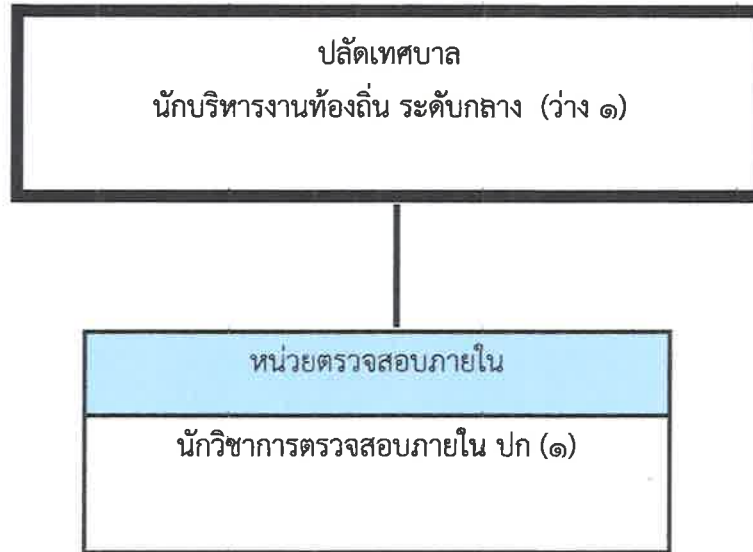 ปลัดเทศบาล
นักบริหารงานท้องถิ่น ระดับกลาง (ว่าง ๑)
หน่วยตรวจสอบภายใน
นักวิชาการตรวจสอบภายใน ปก (๑)